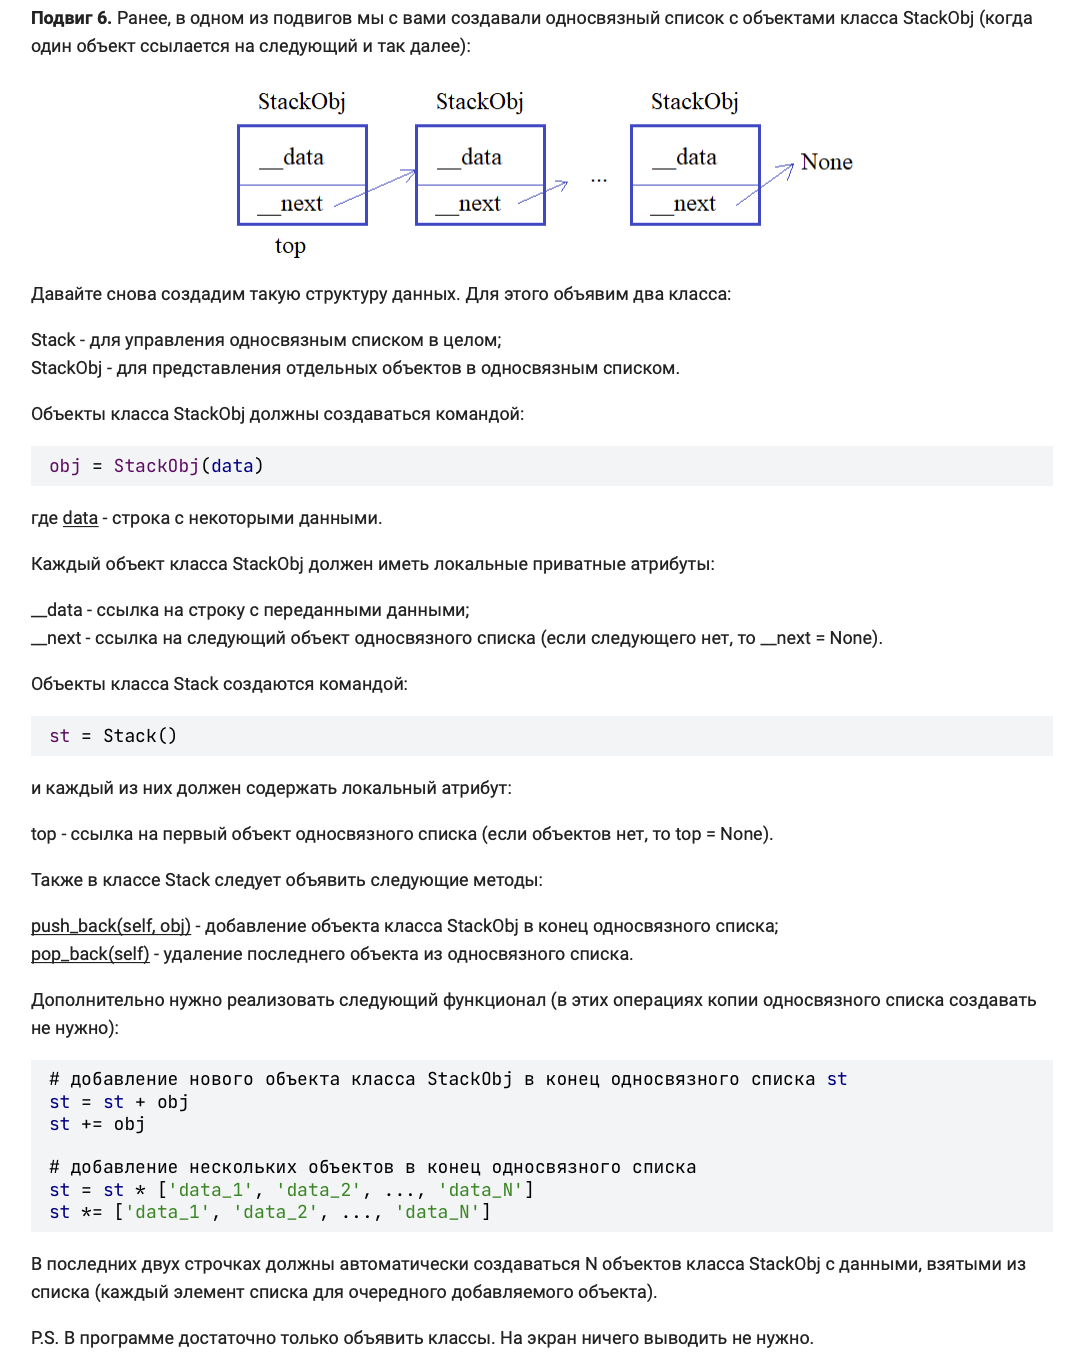 Подвиг 6. Ранее, в одном из подвигов мы с вами создавали односвязный список с объектами класса StackObj (когда
один объект ссылается на следующий и так далее):
StackObj StackObj StackObj
__data __data __data None
...
__next __next __next
top
Давайте снова создадим такую структуру данных. Для этого объявим два класса:
Stack - для управления односвязным списком в целом;
StackObj - для представления отдельных объектов в односвязным списком.
Объекты класса StackObj должны создаваться командой:
obj = StackObj(data)
где data - строка с некоторыми данными.
Каждый объект класса StackObj должен иметь локальные приватные атрибуты:
__data - ссылка на строку с переданными данными;
__next - ссылка на следующий объект односвязного списка (если следующего нет, то __next = None).
Объекты класса Stack создаются командой:
st = Stack()
и каждый из них должен содержать локальный атрибут:
top - ссылка на первый объект односвязного списка (если объектов нет, то top = None).
Также в классе Stack следует объявить следующие методы:
push_back(self, obj) - добавление объекта класса StackObj в конец односвязного списка;
pop_back(self) - удаление последнего объекта из односвязного списка.
Дополнительно нужно реализовать следующий функционал (в этих операциях копии односвязного списка создавать
не нужно):
# добавление нового объекта класса StackObj в конец односвязного списка st
st = st + obj
st += obj
# добавление нескольких объектов в конец односвязного списка
st = st * ['data_1', 'data_2', ..., 'data_N']
st *= ['data_1', 'data_2', ..., 'data_N']
В последних двух строчках должны автоматически создаваться N объектов класса StackObj с данными, взятыми из
списка (каждый элемент списка для очередного добавляемого объекта).
P.S. В программе достаточно только объявить классы. На экран ничего выводить не нужно.